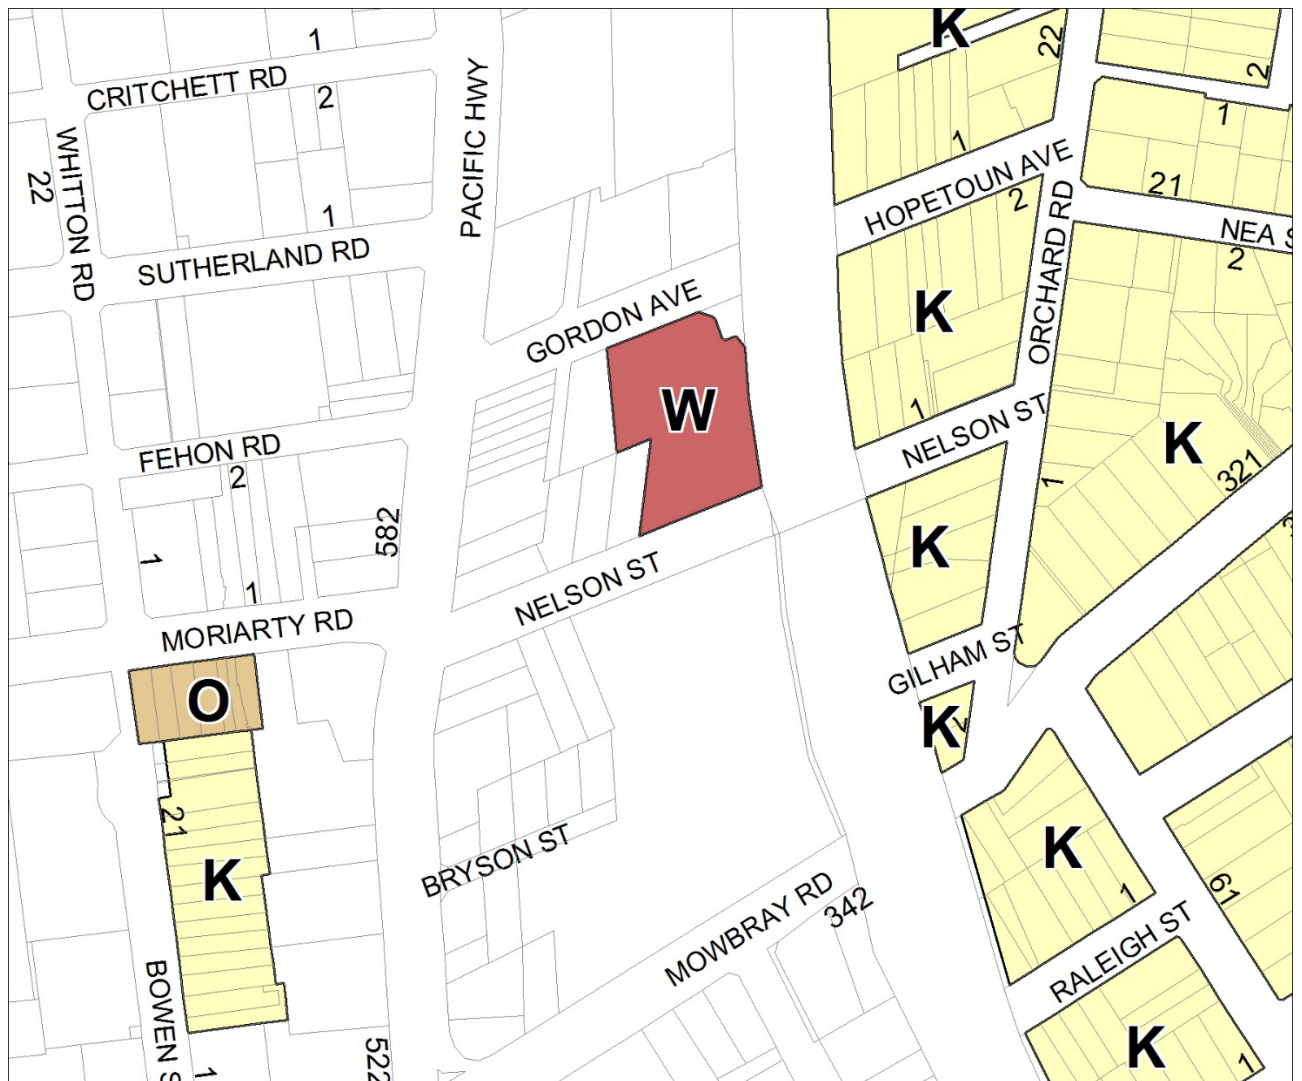 K
1
22
CRITCHETT RD
2
2
PACIFIC HWY
1
1
WHITTON RD
22
HOPETOUN AVE
21
2
1
NEA S
SUTHERLAND RD
2
ORCHARD RD
GORDON AVE
K
W
1
NELSON ST
K
FEHON RD
2
321
1
582
K
1
NELSON ST
1
MORIARTY RD
GILHAM ST
O
K
21
K
BRYSON ST
K
1
61
MOWBRAY RD
342
RALEIGH ST
BOWEN S
K
522
1
1